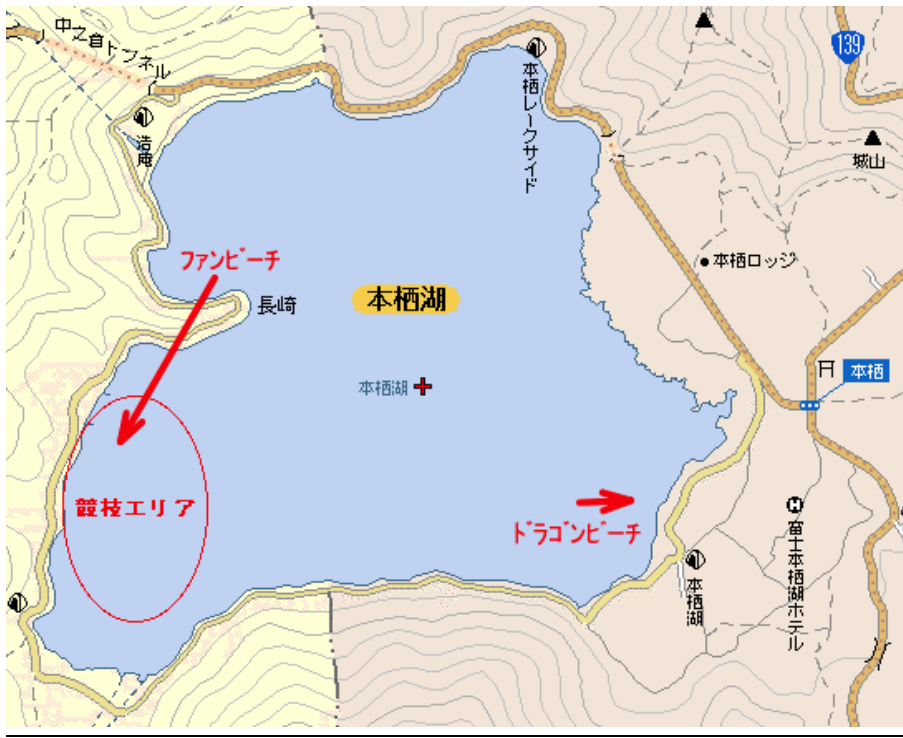 中之倉トンネル
浩庵
本栖レークサイド
139
城山
ファンビーチ
長崎
本栖湖
本栖ロッジ
本栖湖
本栖
競技エリア
ドラゴンビーチ
本栖湖
富士本栖湖ホテル
H